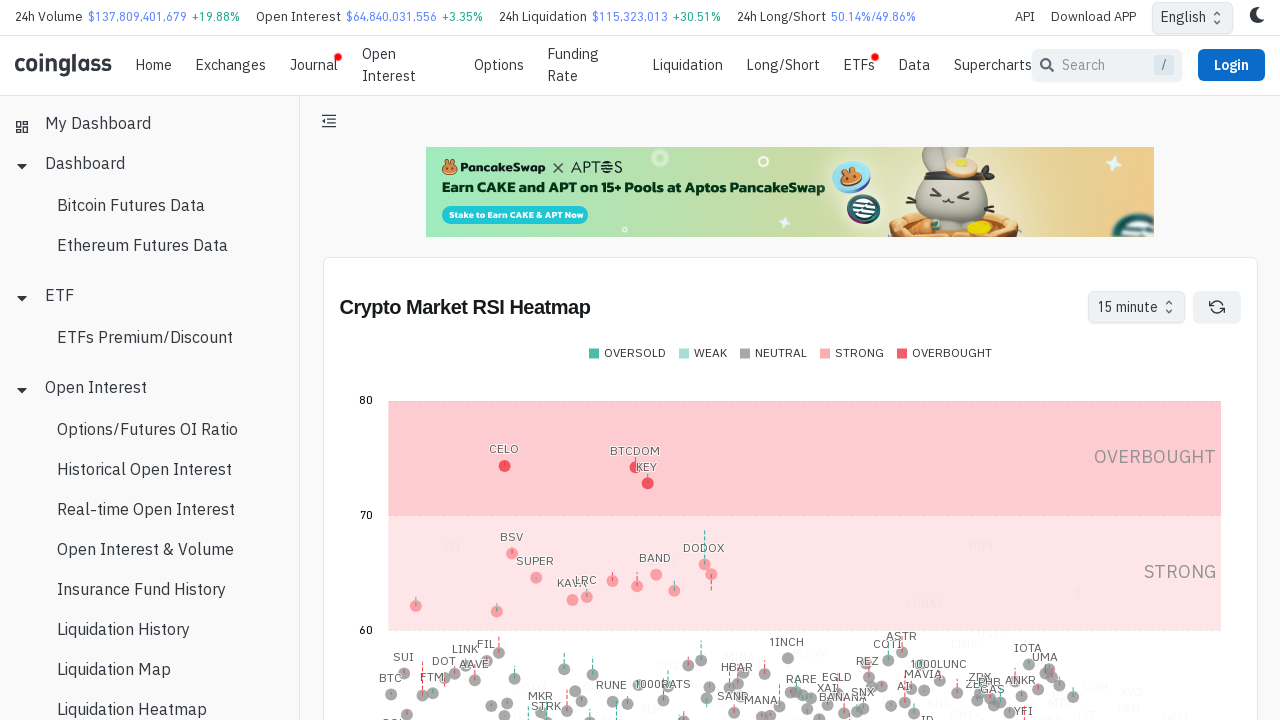 24h Volume $137,809,401,679 +19.88% Open Interest $64,840,031,556 +3.35% 24h Liquidation $115,323,013 +30.51% 24h Long/Short 50.14%/49.86% API Download APP English
coinglass Home Exchanges Journal Open Interest Options Funding Rate Liquidation Long/Short ETFs Data Supercharts Search / Login
My Dashboard
Dashboard
Bitcoin Futures Data
Ethereum Futures Data
ETF
ETFs Premium/Discount
Open Interest
Options/Futures OI Ratio
Historical Open Interest
Real-time Open Interest
Open Interest & Volume
Insurance Fund History
Liquidation History
Liquidation Map
Liquidation Heatmap
PancakeSwap × APTOS
Earn CAKE and APT on 15+ Pools at Aptos PancakeSwap
Stake to Earn CAKE & APT Now
Crypto Market RSI Heatmap
15 minute
OVERSOLD WEAK NEUTRAL STRONG OVERBOUGHT
80
CELO BTCDOM
KEY
OVERBOUGHT
70
BSV
SUPER BAND DODOX
KAVA LRC
STRONG
60
FIL 1INCH COTI ASTR
LINK IOTA
SUI DOT AAVE HBAR REZ 1000LUNC UMA
BTC FTM RUNE 1000RATS RARE EGLD MAVIA ZRX ANKR
MKR SAND MANA XAI BANANA SNX AI GAS
STRK YFI